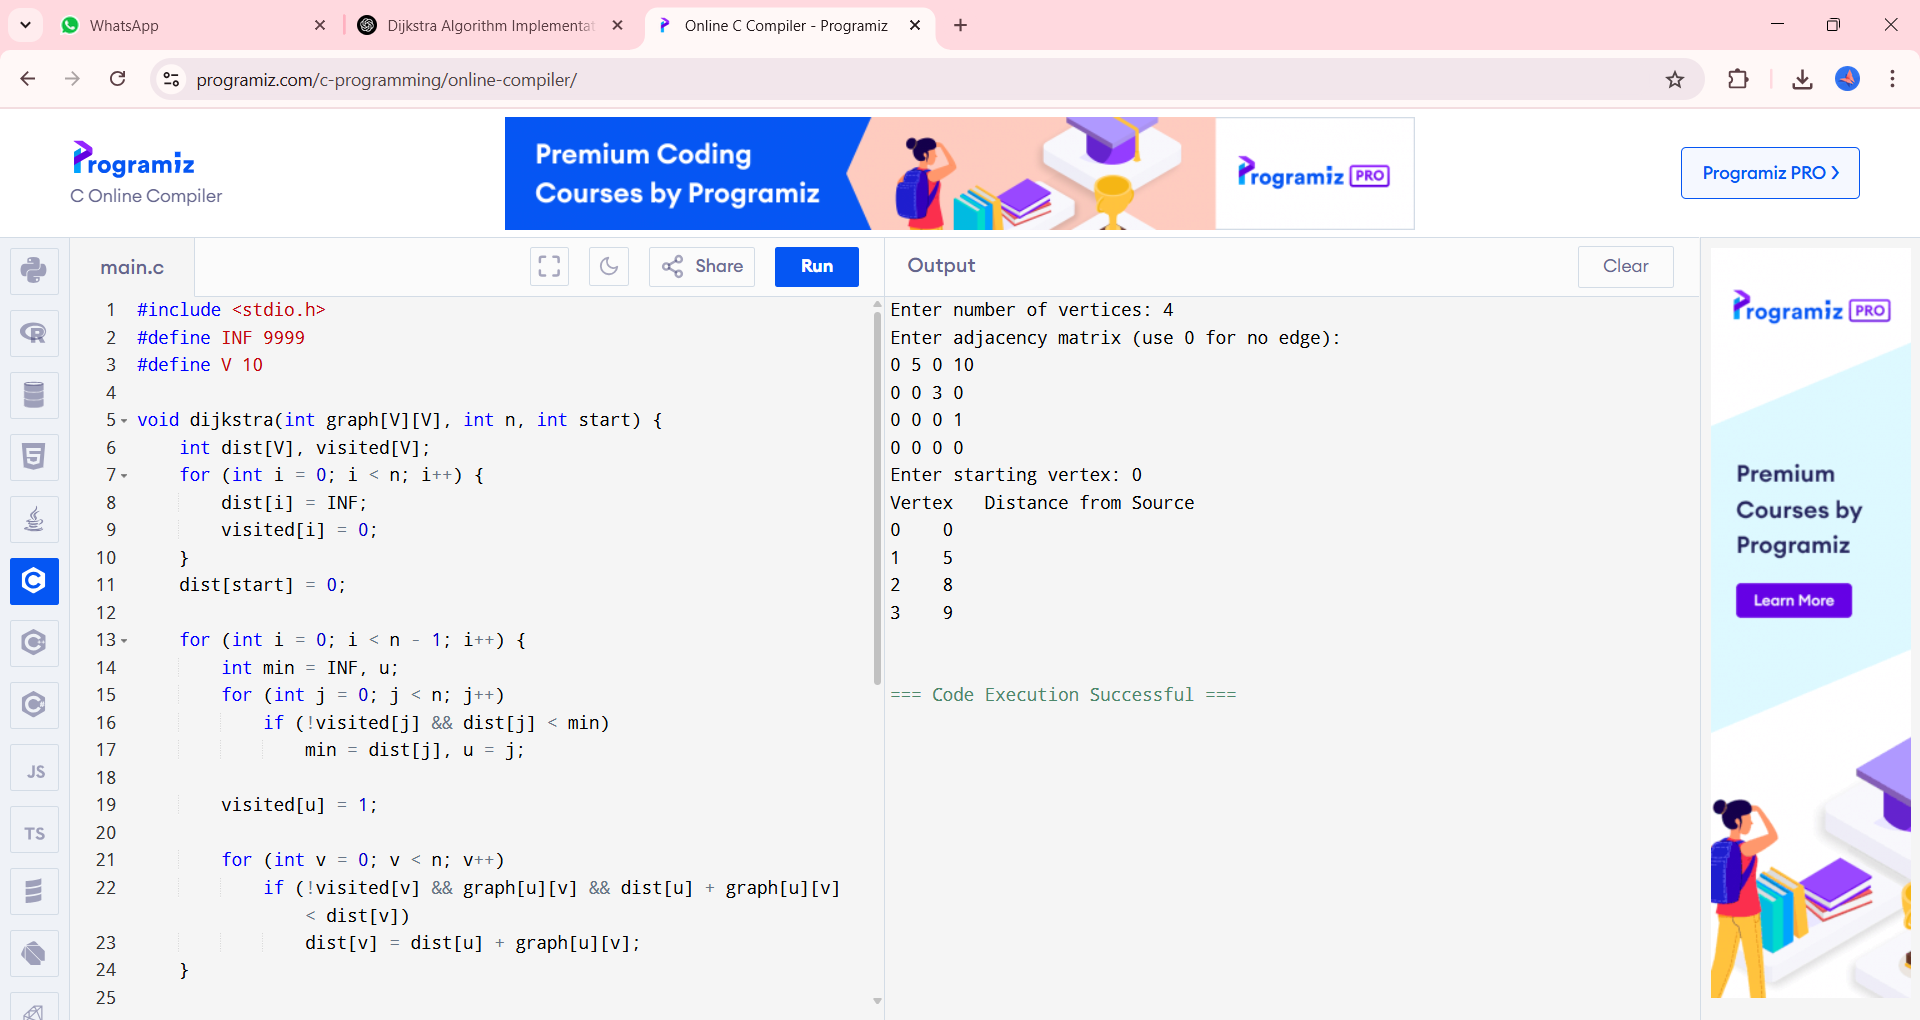 WhatsApp
Dijkstra Algorithm Implementat
Online C Compiler - Programiz
programiz.com/c-programming/online-compiler/
Programiz
C Online Compiler
Premium Coding
Courses by Programiz
Programiz PRO
Programiz PRO
main.c
Share
Run
Output
Clear
1 #include <stdio.h>
2 #define INF 9999
3 #define V 10
4
5 void dijkstra(int graph[V][V], int n, int start) {
6 int dist[V], visited[V];
7 for (int i = 0; i < n; i++) {
8 dist[i] = INF;
9 visited[i] = 0;
10 }
11 dist[start] = 0;
12
13 for (int i = 0; i < n - 1; i++) {
14 int min = INF, u;
15 for (int j = 0; j < n; j++)
16 if (!visited[j] && dist[j] < min)
17 min = dist[j], u = j;
18
19 visited[u] = 1;
20
21 for (int v = 0; v < n; v++)
22 if (!visited[v] && graph[u][v] && dist[u] + graph[u][v]
< dist[v])
23 dist[v] = dist[u] + graph[u][v];
24 }
25
Enter number of vertices: 4
Enter adjacency matrix (use 0 for no edge):
0 5 0 10
0 0 3 0
0 0 0 1
0 0 0 0
Enter starting vertex: 0
Vertex Distance from Source
0 0
1 5
2 8
3 9
=== Code Execution Successful ===
JS
TS
Programiz PRO
Premium
Courses by
Programiz
Learn More